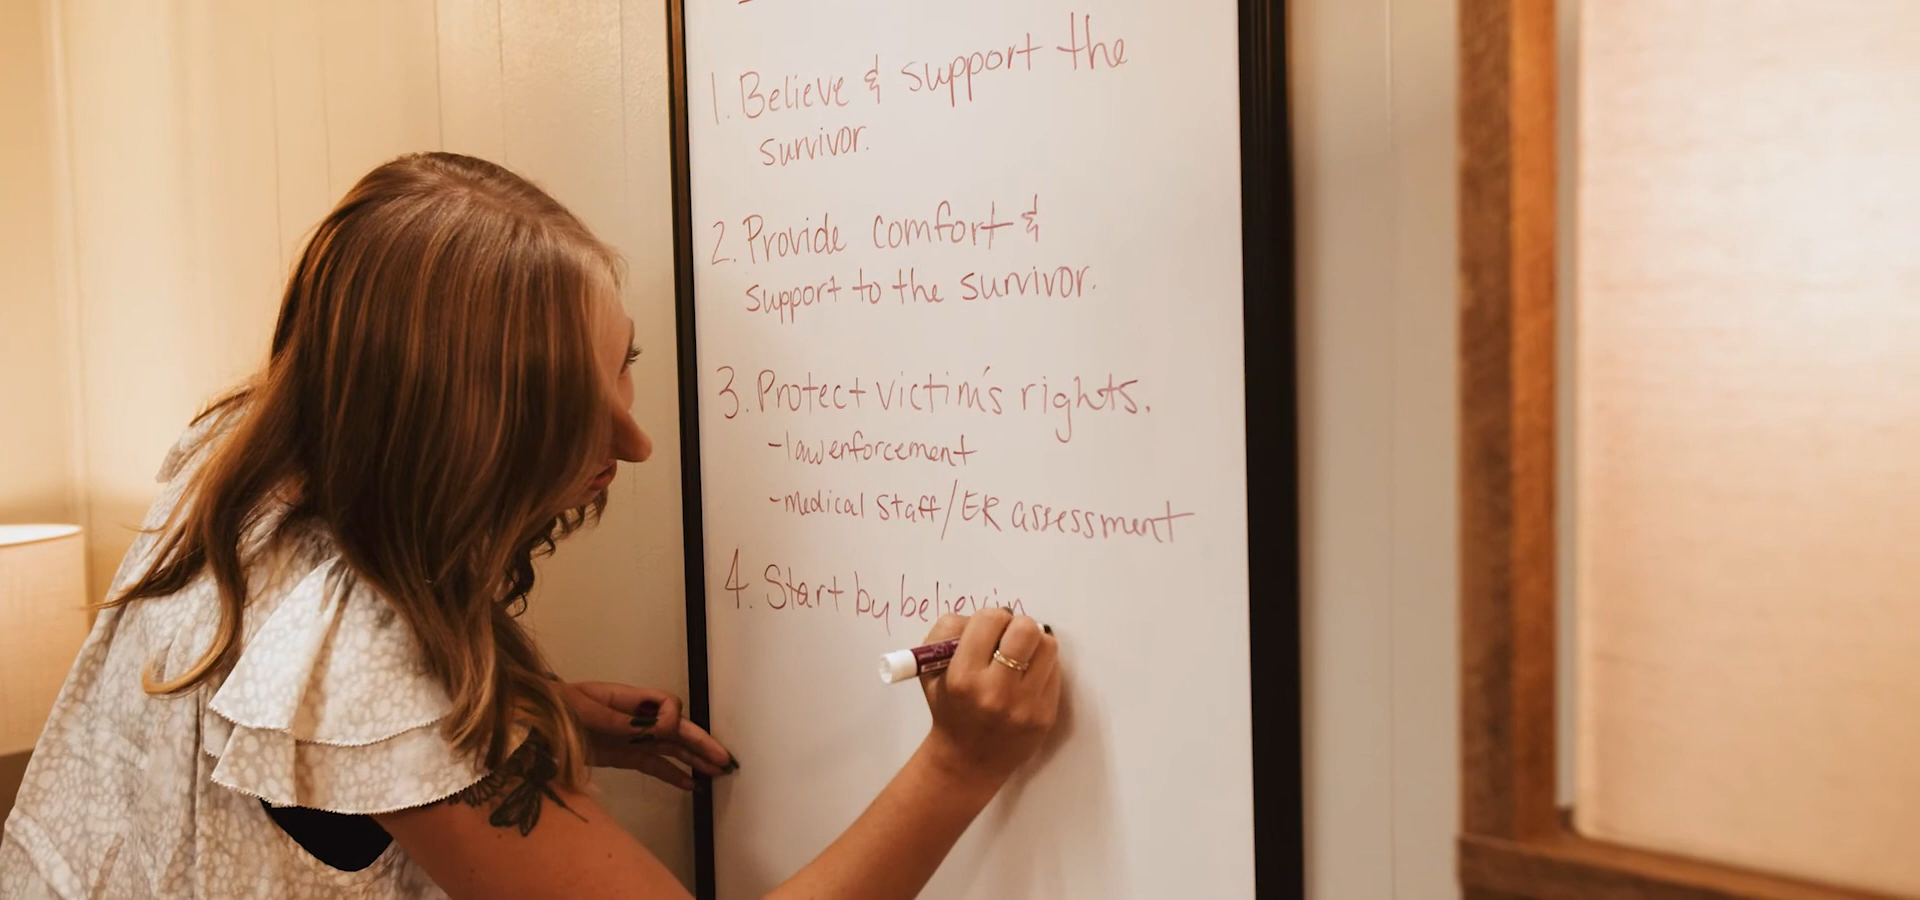 1. Believe & support the
survivor.
2. Provide comfort &
support to the survivor.
3. Protect victim's rights.
-law enforcement
-medical staff/ER assessment
4. Start by believin